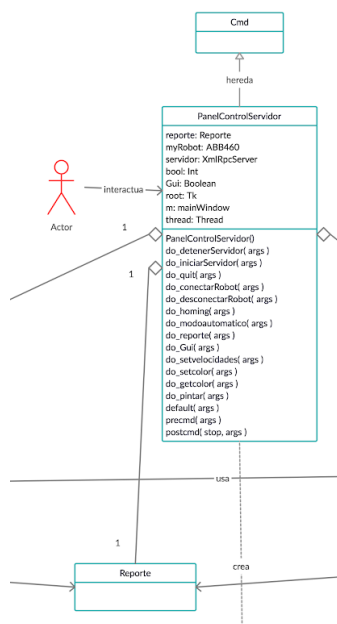 Cmd
hereda
PanelControlServidor
reporte: Reporte
myRobot: ABB460
servidor: XmlRpcServer
bool: Int
Gui: Boolean
root: Tk
m: mainWindow
thread: Thread
interactua
Actor
1
PanelControlServidor()
do_detenerServidor( args )
do_iniciarServidor( args )
do_quit( args )
do_conectarRobot( args )
do_desconectarRobot( args )
do_homing( args )
do_modoautomatico( args )
do_reporte( args )
do_Gui( args )
do_setvelocidades( args )
do_setcolor( args )
do_getcolor( args )
do_pintar( args )
default( args )
precmd( args )
postcmd( stop, args )
1
usa
1
crea
Reporte